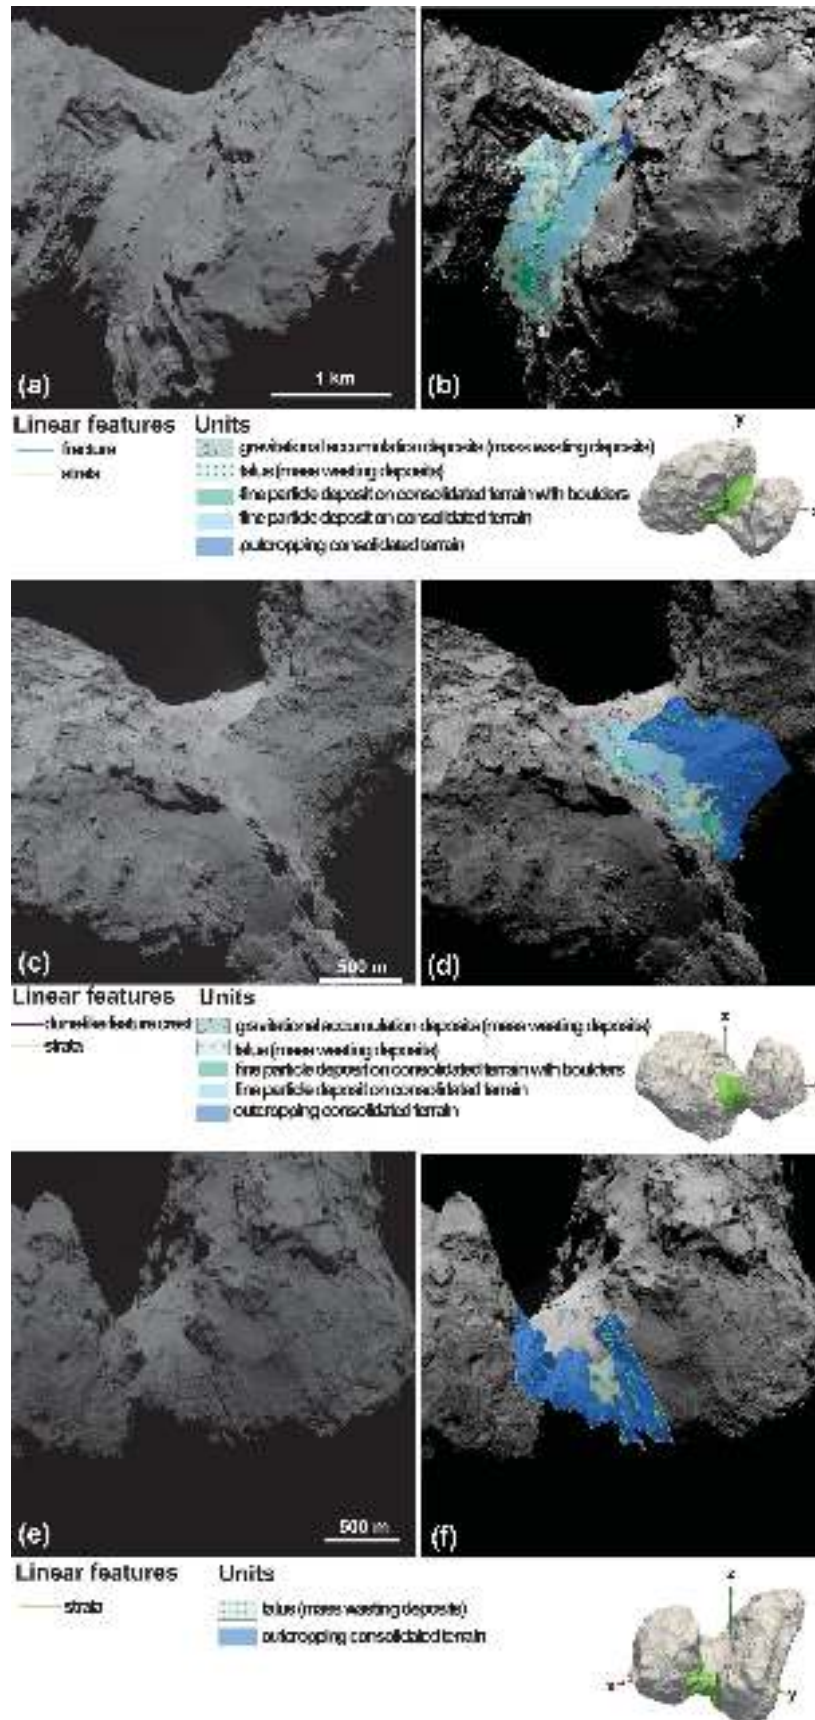 (a)
1 km
(b)
Linear features
Units
fracture
strata
gravitational accumulation deposits (mass wasting deposits)
talus (mass wasting deposits)
fine particle deposit on consolidated terrain with boulders
fine particle deposit on consolidated terrain
outcropping consolidated terrain
y
(c)
500 m
(d)
Linear features
Units
dune-like feature crest
strata
gravitational accumulation deposits (mass wasting deposits)
talus (mass wasting deposits)
fine particle deposit on consolidated terrain with boulders
fine particle deposit on consolidated terrain
outcropping consolidated terrain
(e)
500 m
(f)
Linear features
Units
strata
talus (mass wasting deposits)
outcropping consolidated terrain
z
y